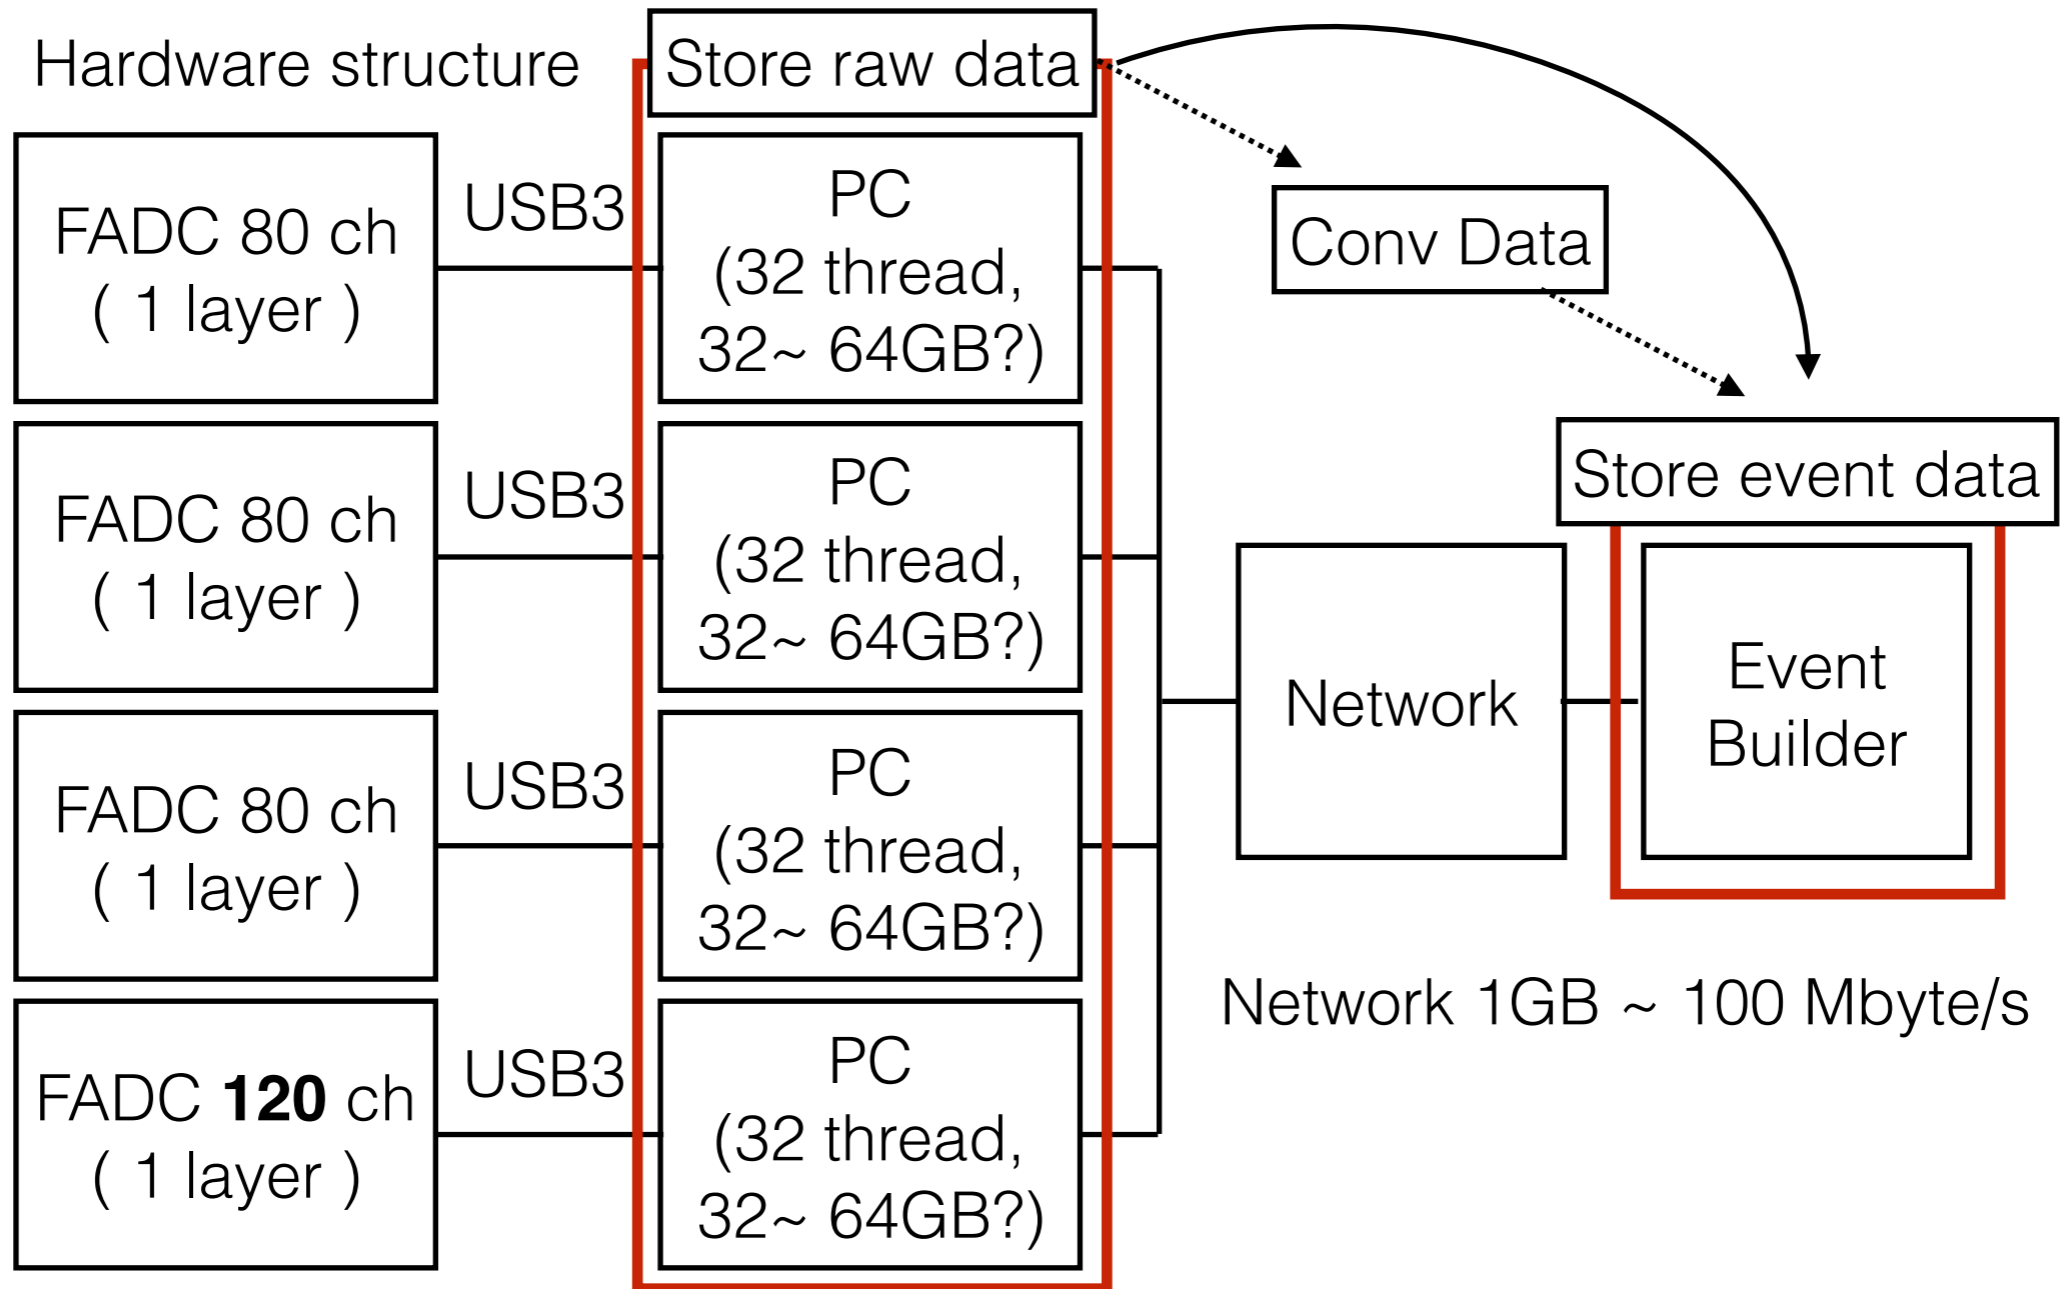 Hardware structure
Store raw data
FADC 80 ch
( 1 layer )
USB3
PC
(32 thread,
32~ 64GB?)
Conv Data
FADC 80 ch
( 1 layer )
USB3
PC
(32 thread,
32~ 64GB?)
Store event data
FADC 80 ch
( 1 layer )
USB3
PC
(32 thread,
32~ 64GB?)
Network
Event
Builder
FADC 120 ch
( 1 layer )
USB3
PC
(32 thread,
32~ 64GB?)
Network 1GB ~ 100 Mbyte/s